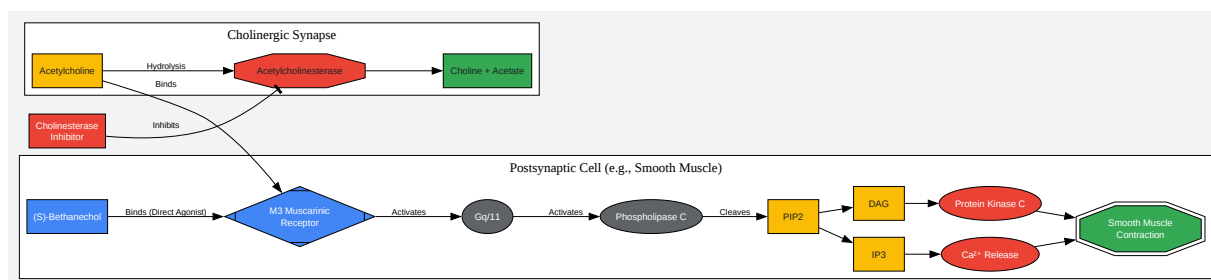 Cholinergic Synapse
Acetylcholine
Hydrolysis
Acetylcholinesterase
Choline + Acetate
Binds
Cholinesterase
Inhibitor
Inhibits
Postsynaptic Cell (e.g., Smooth Muscle)
(S)-Bethanechol
Binds (Direct Agonist)
M3 Muscarinic
Receptor
Activates
Gq/11
Activates
Phospholipase C
Cleaves
PIP2
DAG
Protein Kinase C
IP3
Ca²⁺ Release
Smooth Muscle
Contraction